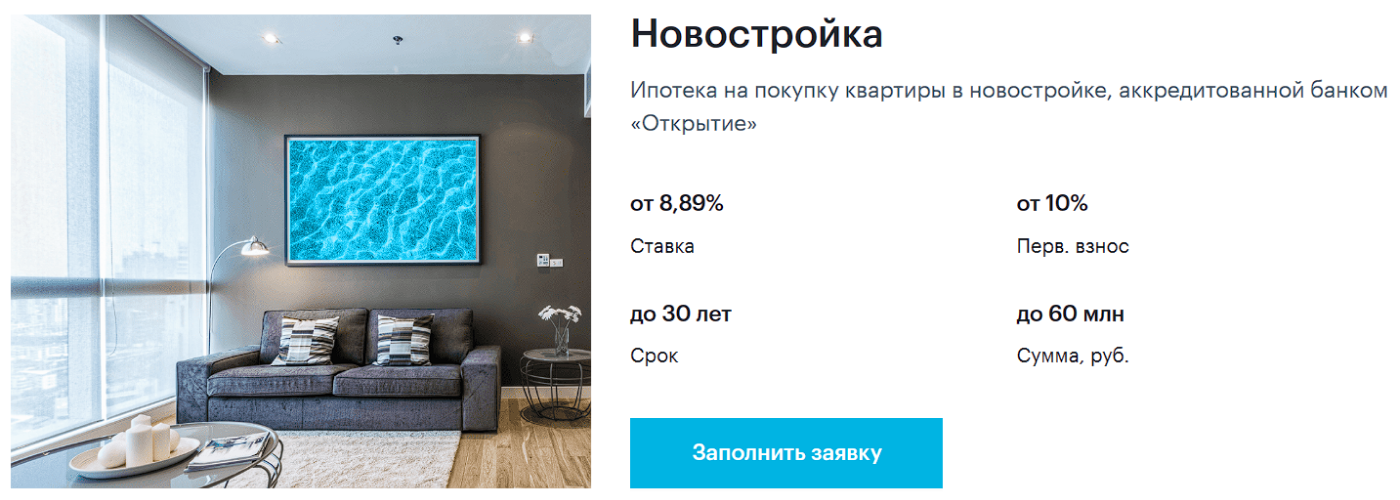 Новостройка
Ипотека на покупку квартиры в новостройке, аккредитованной банком
«Открытие»
от 8,89%
от 10%
Ставка
Перв. взнос
до 30 лет
до 60 млн
Срок
Сумма, руб.
Заполнить заявку